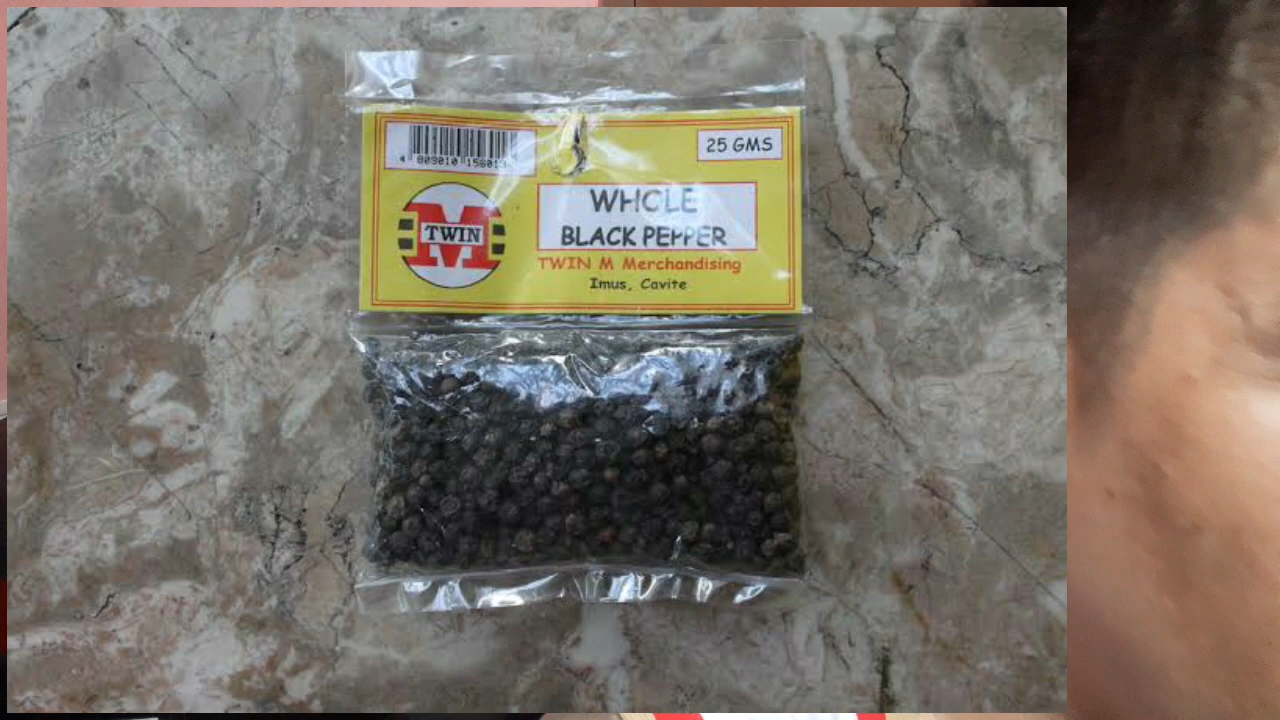 25 GMS
WHOLE
BLACK PEPPER
TWIN M Merchandising
Imus, Cavite
M
TWIN